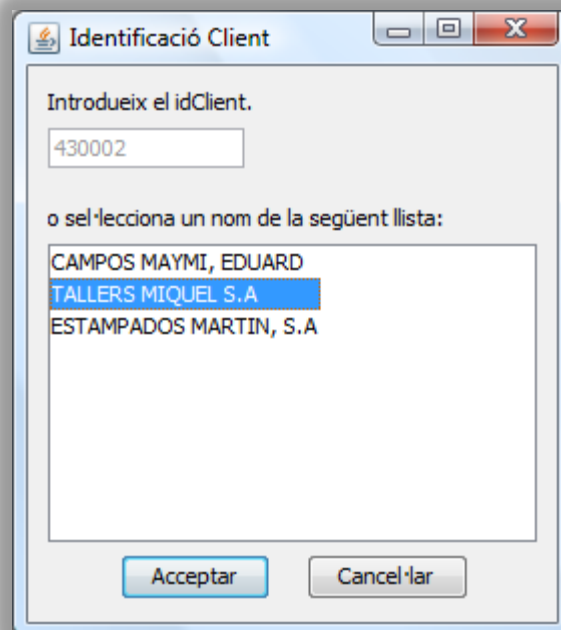 Identificació Client
Introdueix el idClient.
430002
o sel·lecciona un nom de la següent llista:
CAMPOS MAYMI, EDUARD
TALLERS MIQUEL S.A
ESTAMPADOS MARTIN, S.A
Acceptar
Cancel·lar